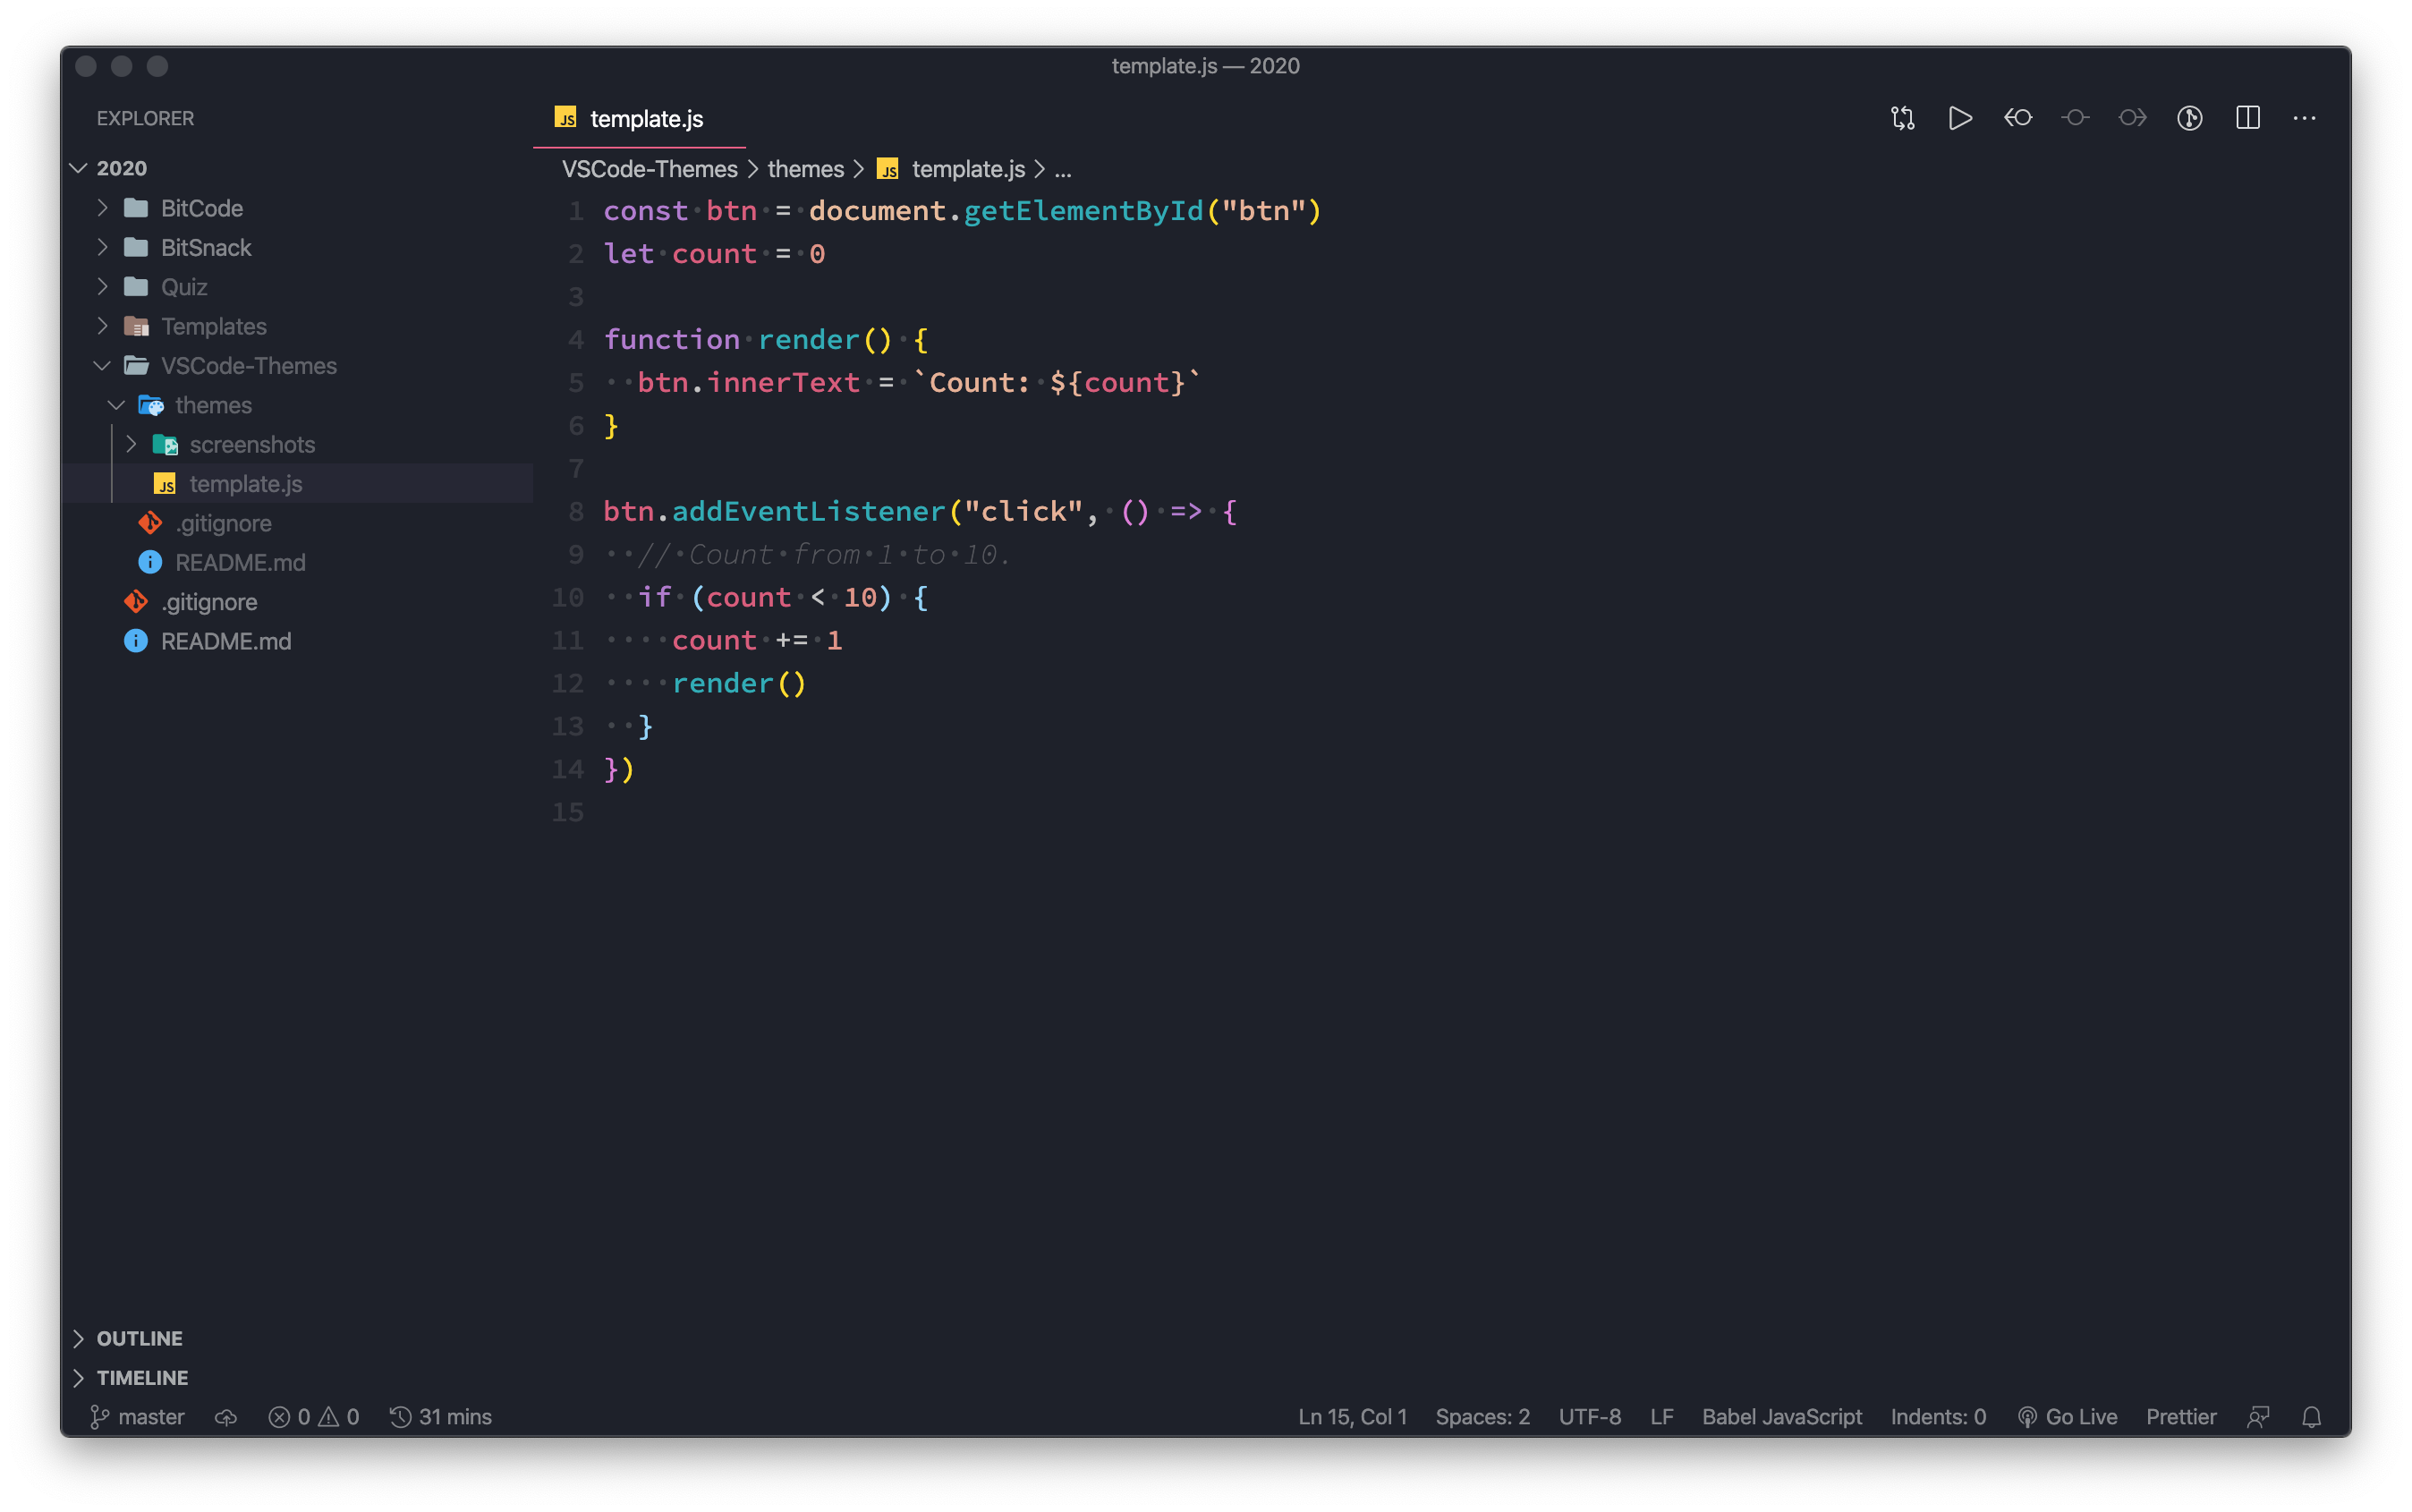 template.js — 2020
EXPLORER
2020
BitCode
BitSnack
Quiz
Templates
VSCode-Themes
themes
screenshots
JS template.js
.gitignore
README.md
.gitignore
README.md
OUTLINE
TIMELINE
JS template.js
VSCode-Themes > themes > JS template.js > ...
1 const btn = document.getElementById("btn")
2 let count = 0
3
4 function render() {
5   btn.innerText = `Count: ${count}`
6 }
7
8 btn.addEventListener("click", () => {
9   // Count from 1 to 10.
10   if (count < 10) {
11     count += 1
12     render()
13   }
14 })
15
master 0 0 31 mins Ln 15, Col 1 Spaces: 2 UTF-8 LF Babel JavaScript Indents: 0 Go Live Prettier